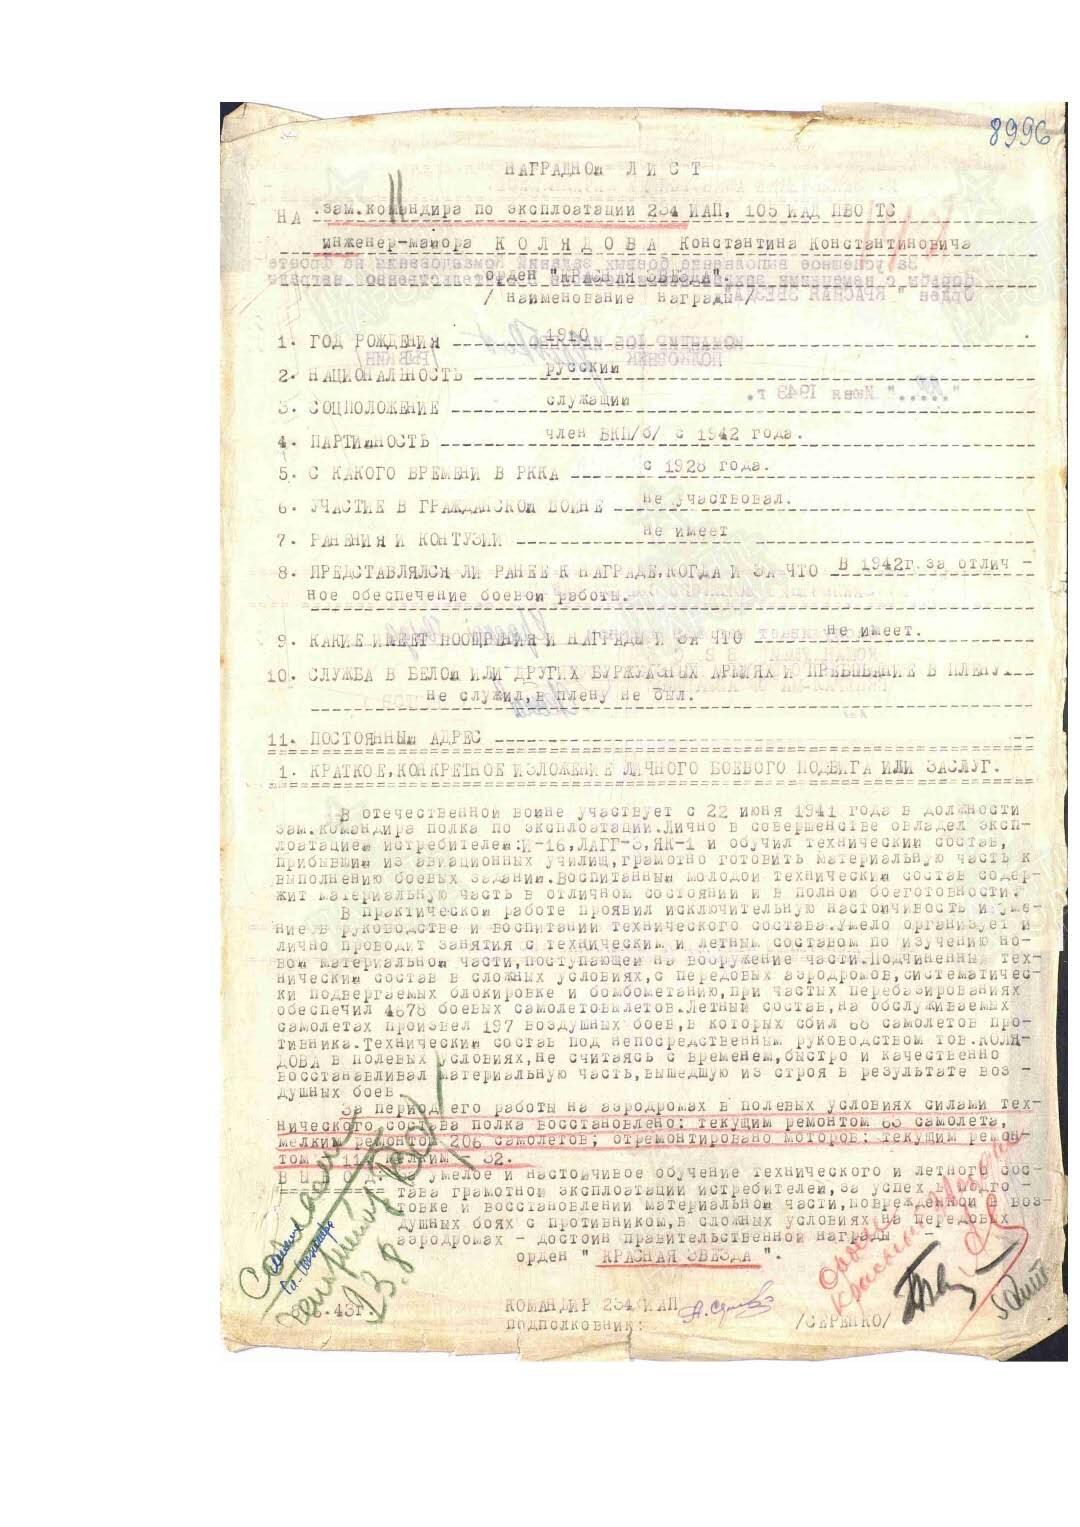 8996
НАГРАДНОЙ ЛИСТ
НА зам.командира по эксплоатации 234 ИАП, 105 ИАД ПВО ТС
инженер-майора КОЛЯДОВА Константина Константиновича
орден "КРАСНАЯ ЗВЕЗДА".
/ наименование награды/
1. ГОД РОЖДЕНИЯ 1910
2. НАЦИОНАЛЬНОСТЬ русский
3. СОЦПОЛОЖЕНИЕ служащий
4. ПАРТИЙНОСТЬ член ВКП/б/ с 1942 года.
5. С КАКОГО ВРЕМЕНИ В РККА с 1928 года.
6. УЧАСТИЕ В ГРАЖДАНСКОЙ ВОЙНЕ не участвовал.
7. РАНЕНИЯ И КОНТУЗИИ не имеет
8. ПРЕДСТАВЛЯЛСЯ ЛИ РАНЕЕ К НАГРАДЕ.КОГДА И ЗА ЧТО В 1942г.за отлич -
ное обеспечение боевой работы.
9. КАКИЕ ИМЕЕТ ПООЩРЕНИЯ И НАГРАДЫ И ЗА ЧТО не имеет.
10. СЛУЖБА В БЕЛОЙ ИЛИ ДРУГИХ БУРЖУАЗНЫХ АРМИЯХ И ПРЕБЫВАНИЕ В ПЛЕНУ.
не служил,в плену не был.
11. ПОСТОЯННЫЙ АДРЕС
1. КРАТКОЕ,КОНКРЕТНОЕ ИЗЛОЖЕНИЕ ЛИЧНОГО БОЕВОГО ПОДВИГА ИЛИ ЗАСЛУГ.
В отечественной войне участвует с 22 июня 1941 года в должности
зам.командира полка по эксплоатации.Лично в совершенстве овладел эксп-
лоатацией истребителей:И-16,ЛАГГ-3,ЯК-1 и обучил технический состав,
прибывший из авиационных училищ,грамотно готовить материальную часть к
выполнению боевых заданий.Воспитанный молодой технический состав содер-
жит материальную часть в отличном состоянии и в полной боеготовности.
В практической работе проявил исключительную настойчивость и уме-
ние в руководстве и воспитании технического состава.Умело организует и
лично проводит занятия с техническим и летным составом по изучению но-
вой материальной части,поступающей на вооружение части.Подчиненный тех-
нический состав в сложных условиях,с передовых аэродромов,систематичес-
ки подвергаемых блокировке и бомбометанию,при частых перебазированиях
обеспечил 4678 боевых самолетовылетов.Летный состав,на обслуживаемых
самолетах произвел 197 воздушных боев,в которых сбил 68 самолетов про-
тивника.Технический состав под непосредственным руководством тов.КОЛЯ-
ДОВА в полевых условиях,не считаясь с временем,быстро и качественно
восстанавливал материальную часть,вышедшую из строя в результате воз -
душных боев.
За период его работы на аэродромах в полевых условиях силами тех-
нического состава полка восстановлено: текущим ремонтом 63 самолета,
мелким ремонтом 206 самолетов; отремонтировано моторов: текущим ремон-
том - 11, мелким - 32.
ВЫВОД: За умелое и настойчивое обучение технического и летного сос-
тава грамотной эксплоатации истребителей,за успех в подго -
товке и восстановлении материальной части,поврежденной в воз-
душных боях с противником,в сложных условиях на передовых
аэродромах - достоин правительственной награды -
орден " КРАСНАЯ ЗВЕЗДА ".
23.8
43г.
КОМАНДИР 234 ИАП
ПОДПОЛКОВНИК: /СЕРЕНКО/